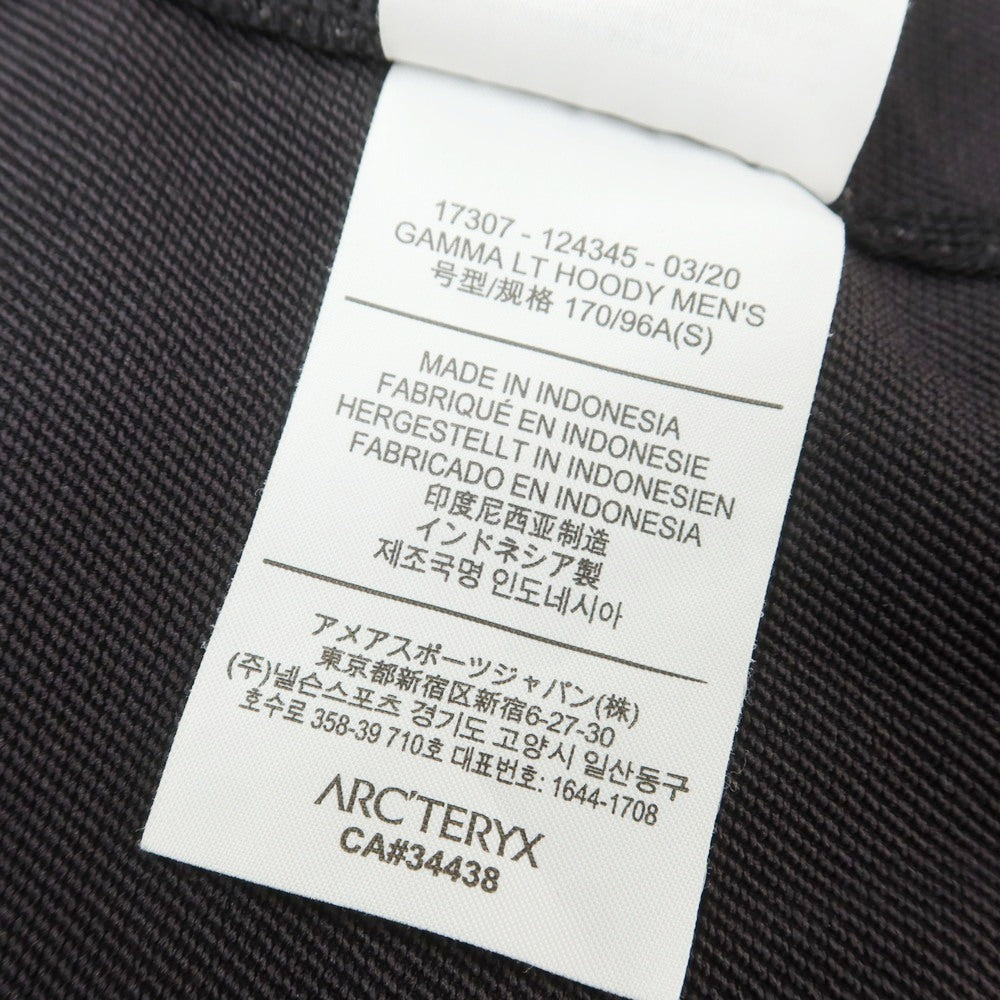 17307 - 124345 - 03/20
GAMMA LT HOODY MEN'S
号型/规格 170/96A(S)
MADE IN INDONESIA
FABRIQUÉ EN INDONESIE
HERGESTELLT IN INDONESIEN
FABRICADO EN INDONESIA
印度尼西亚制造
インドネシア製
제조국명 인도네시아
アメアスポーツジャパン(株)
東京都新宿区新宿6-27-30
(주)넬슨스포츠 경기도 고양시 일산동구
호수로 358-39 710호 대표번호: 1644-1708
ARC'TERYX
CA#34438